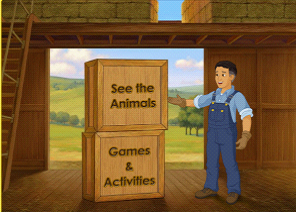 See the
Animals
Games
&
Activities